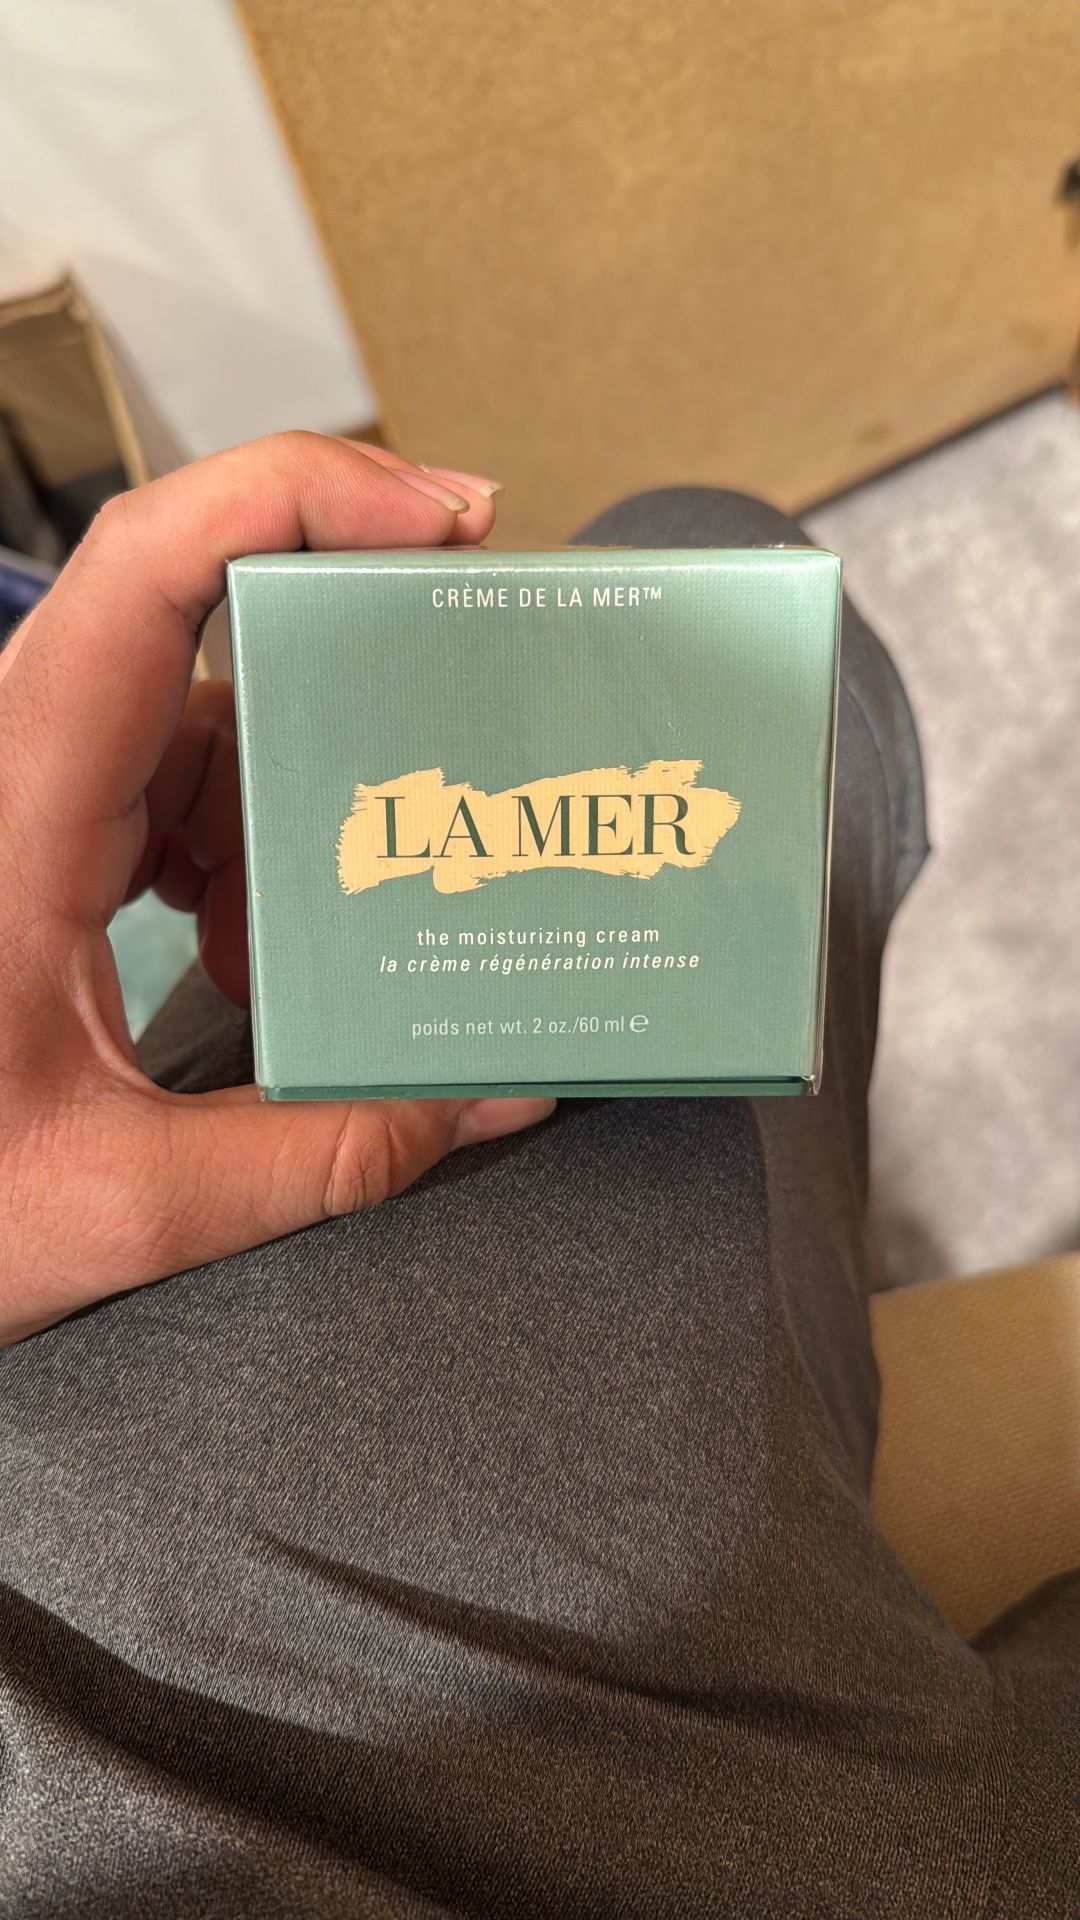 CRÈME DE LA MER™
LA MER
the moisturizing cream
la crème régénération intense
poids net wt. 2 oz./60 ml ℮